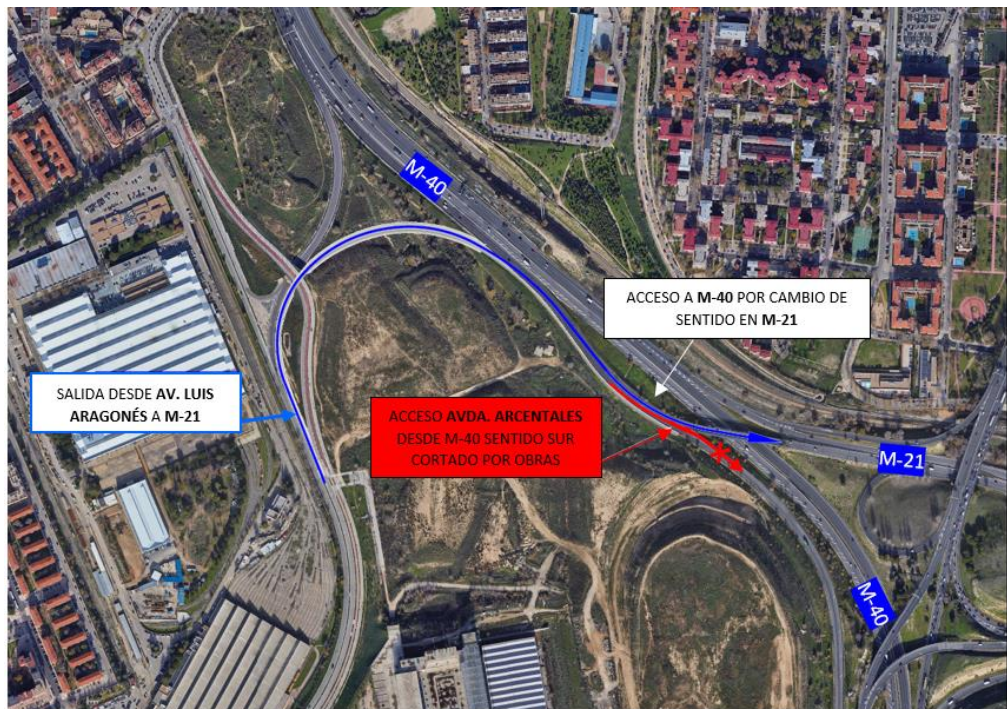 M-40
ACCESO A M-40 POR CAMBIO DE
SENTIDO EN M-21
SALIDA DESDE AV. LUIS
ARAGONÉS A M-21
ACCESO AVDA. ARCENTALES
DESDE M-40 SENTIDO SUR
CORTADO POR OBRAS
M-21
M-40